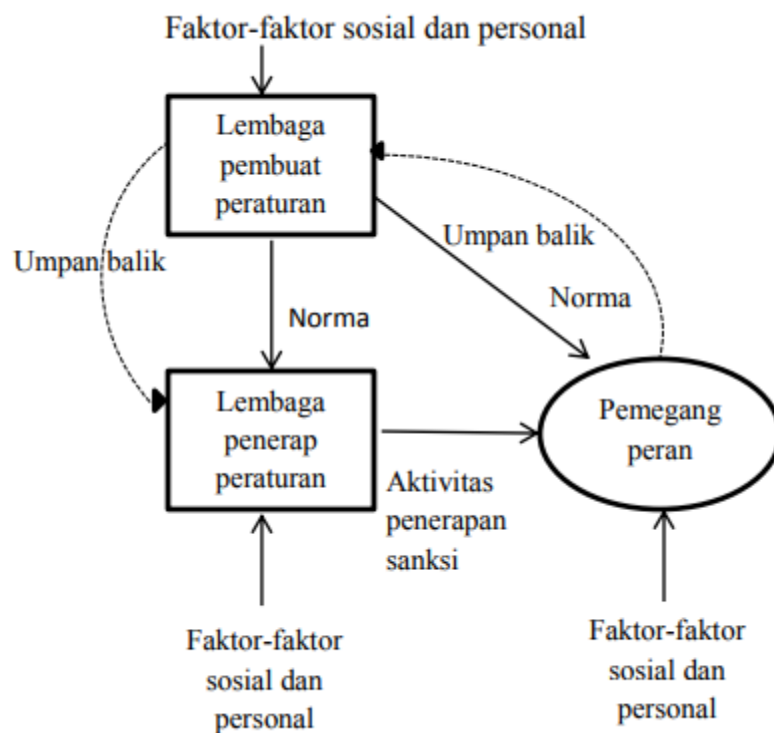 Faktor-faktor sosial dan personal
Lembaga
pembuat
peraturan
Umpan balik
Umpan balik
Norma
Norma
Lembaga
penerap
peraturan
Pemegang
peran
Aktivitas
penerapan
sanksi
Faktor-faktor
sosial dan
personal
Faktor-faktor
sosial dan
personal